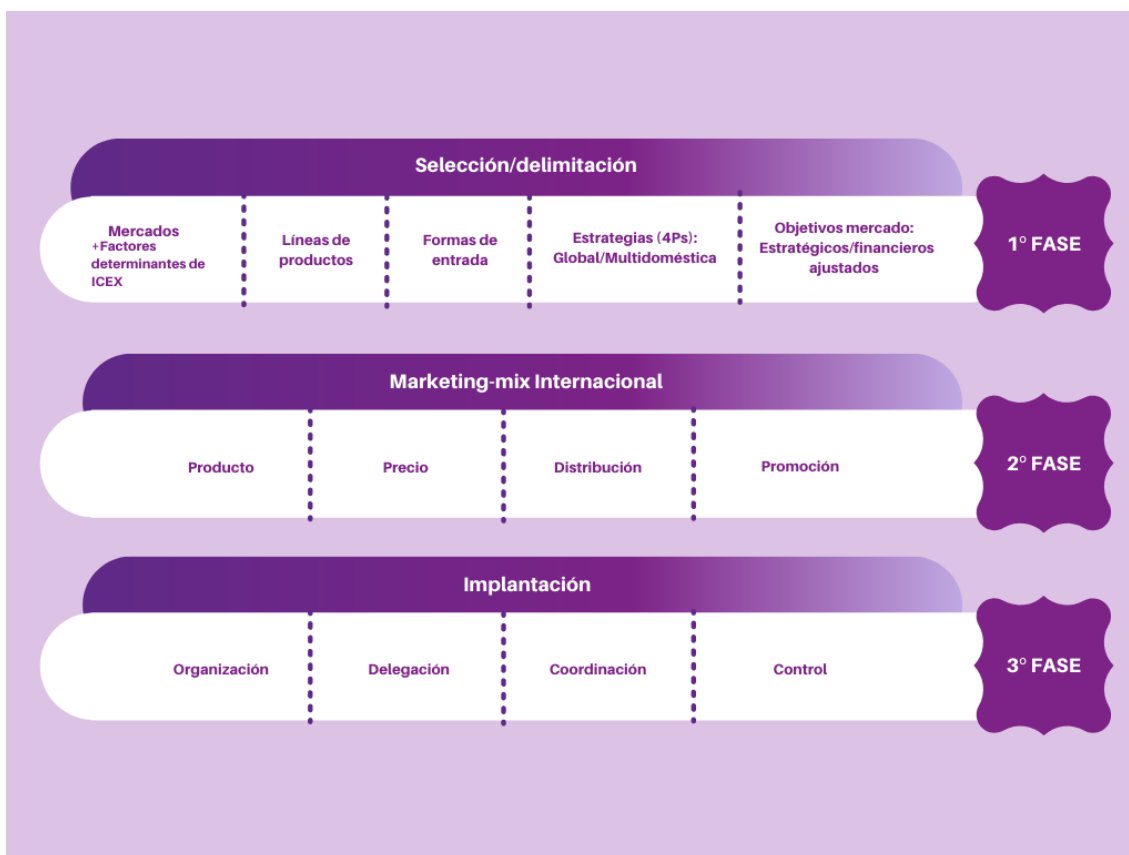 Selección/delimitación
Mercados
+Factores
determinantes de
ICEX
Líneas de
productos
Formas de
entrada
Estrategias (4Ps):
Global/Multidoméstica
Objetivos mercado:
Estratégicos/financieros
ajustados
1º FASE
Marketing-mix Internacional
Producto
Precio
Distribución
Promoción
2º FASE
Implantación
Organización
Delegación
Coordinación
Control
3º FASE